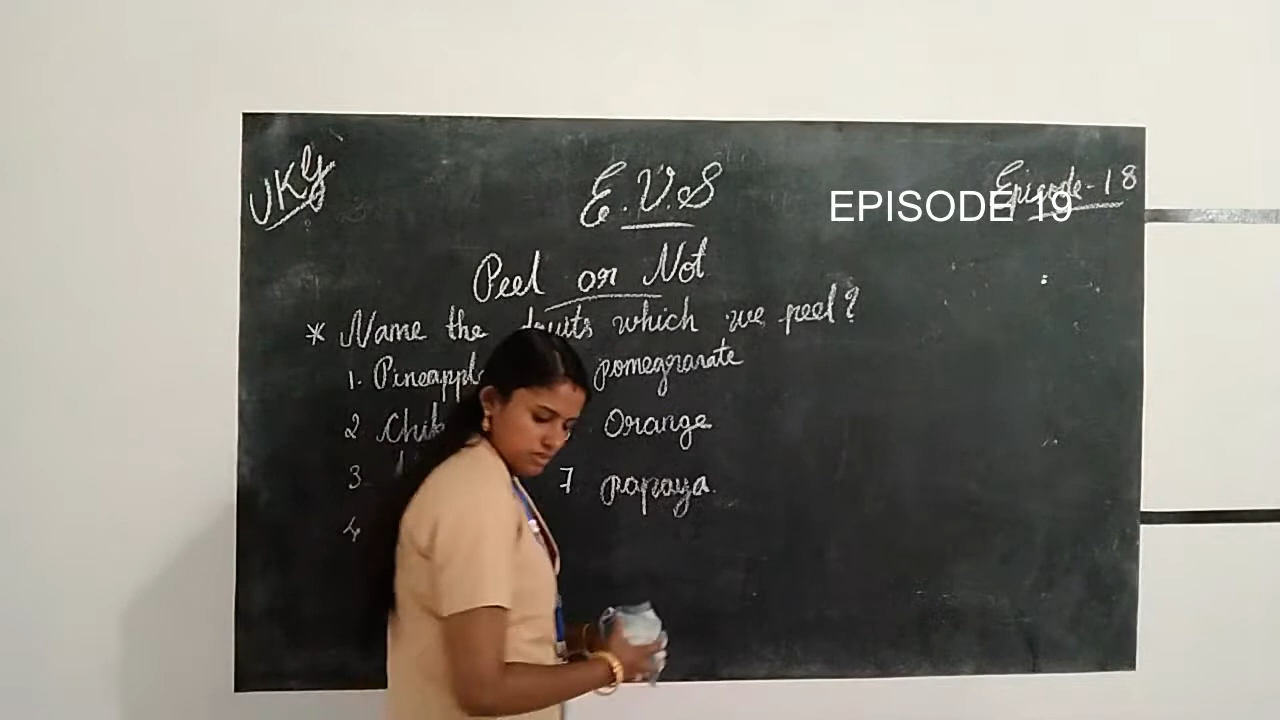 UKG
E.V.S
Episode-18
EPISODE 19
Peel or Not
* Name the fruits which we peel?
1. Pineapple pomegranate
2 Chik Orange
3 7 papaya.
4